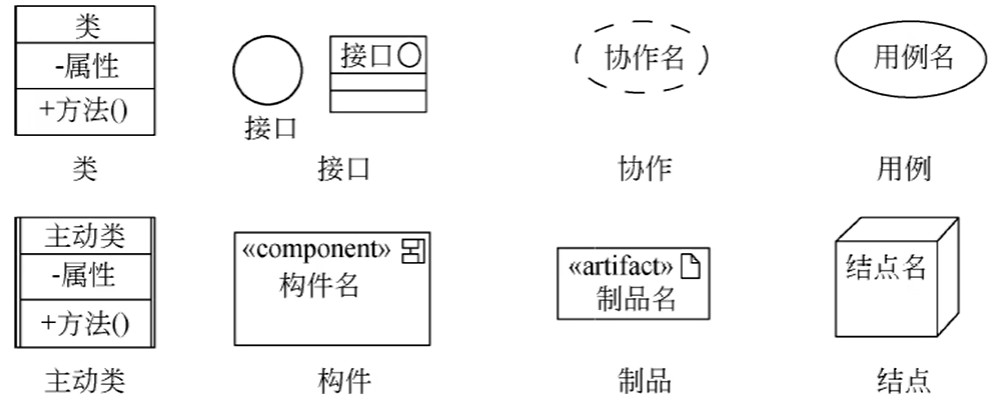 类
-属性
+方法()
类
接口
接口
接口
协作名
协作
用例名
用例
主动类
-属性
+方法()
主动类
«component»
构件名
构件
«artifact»
制品名
制品
结点名
结点